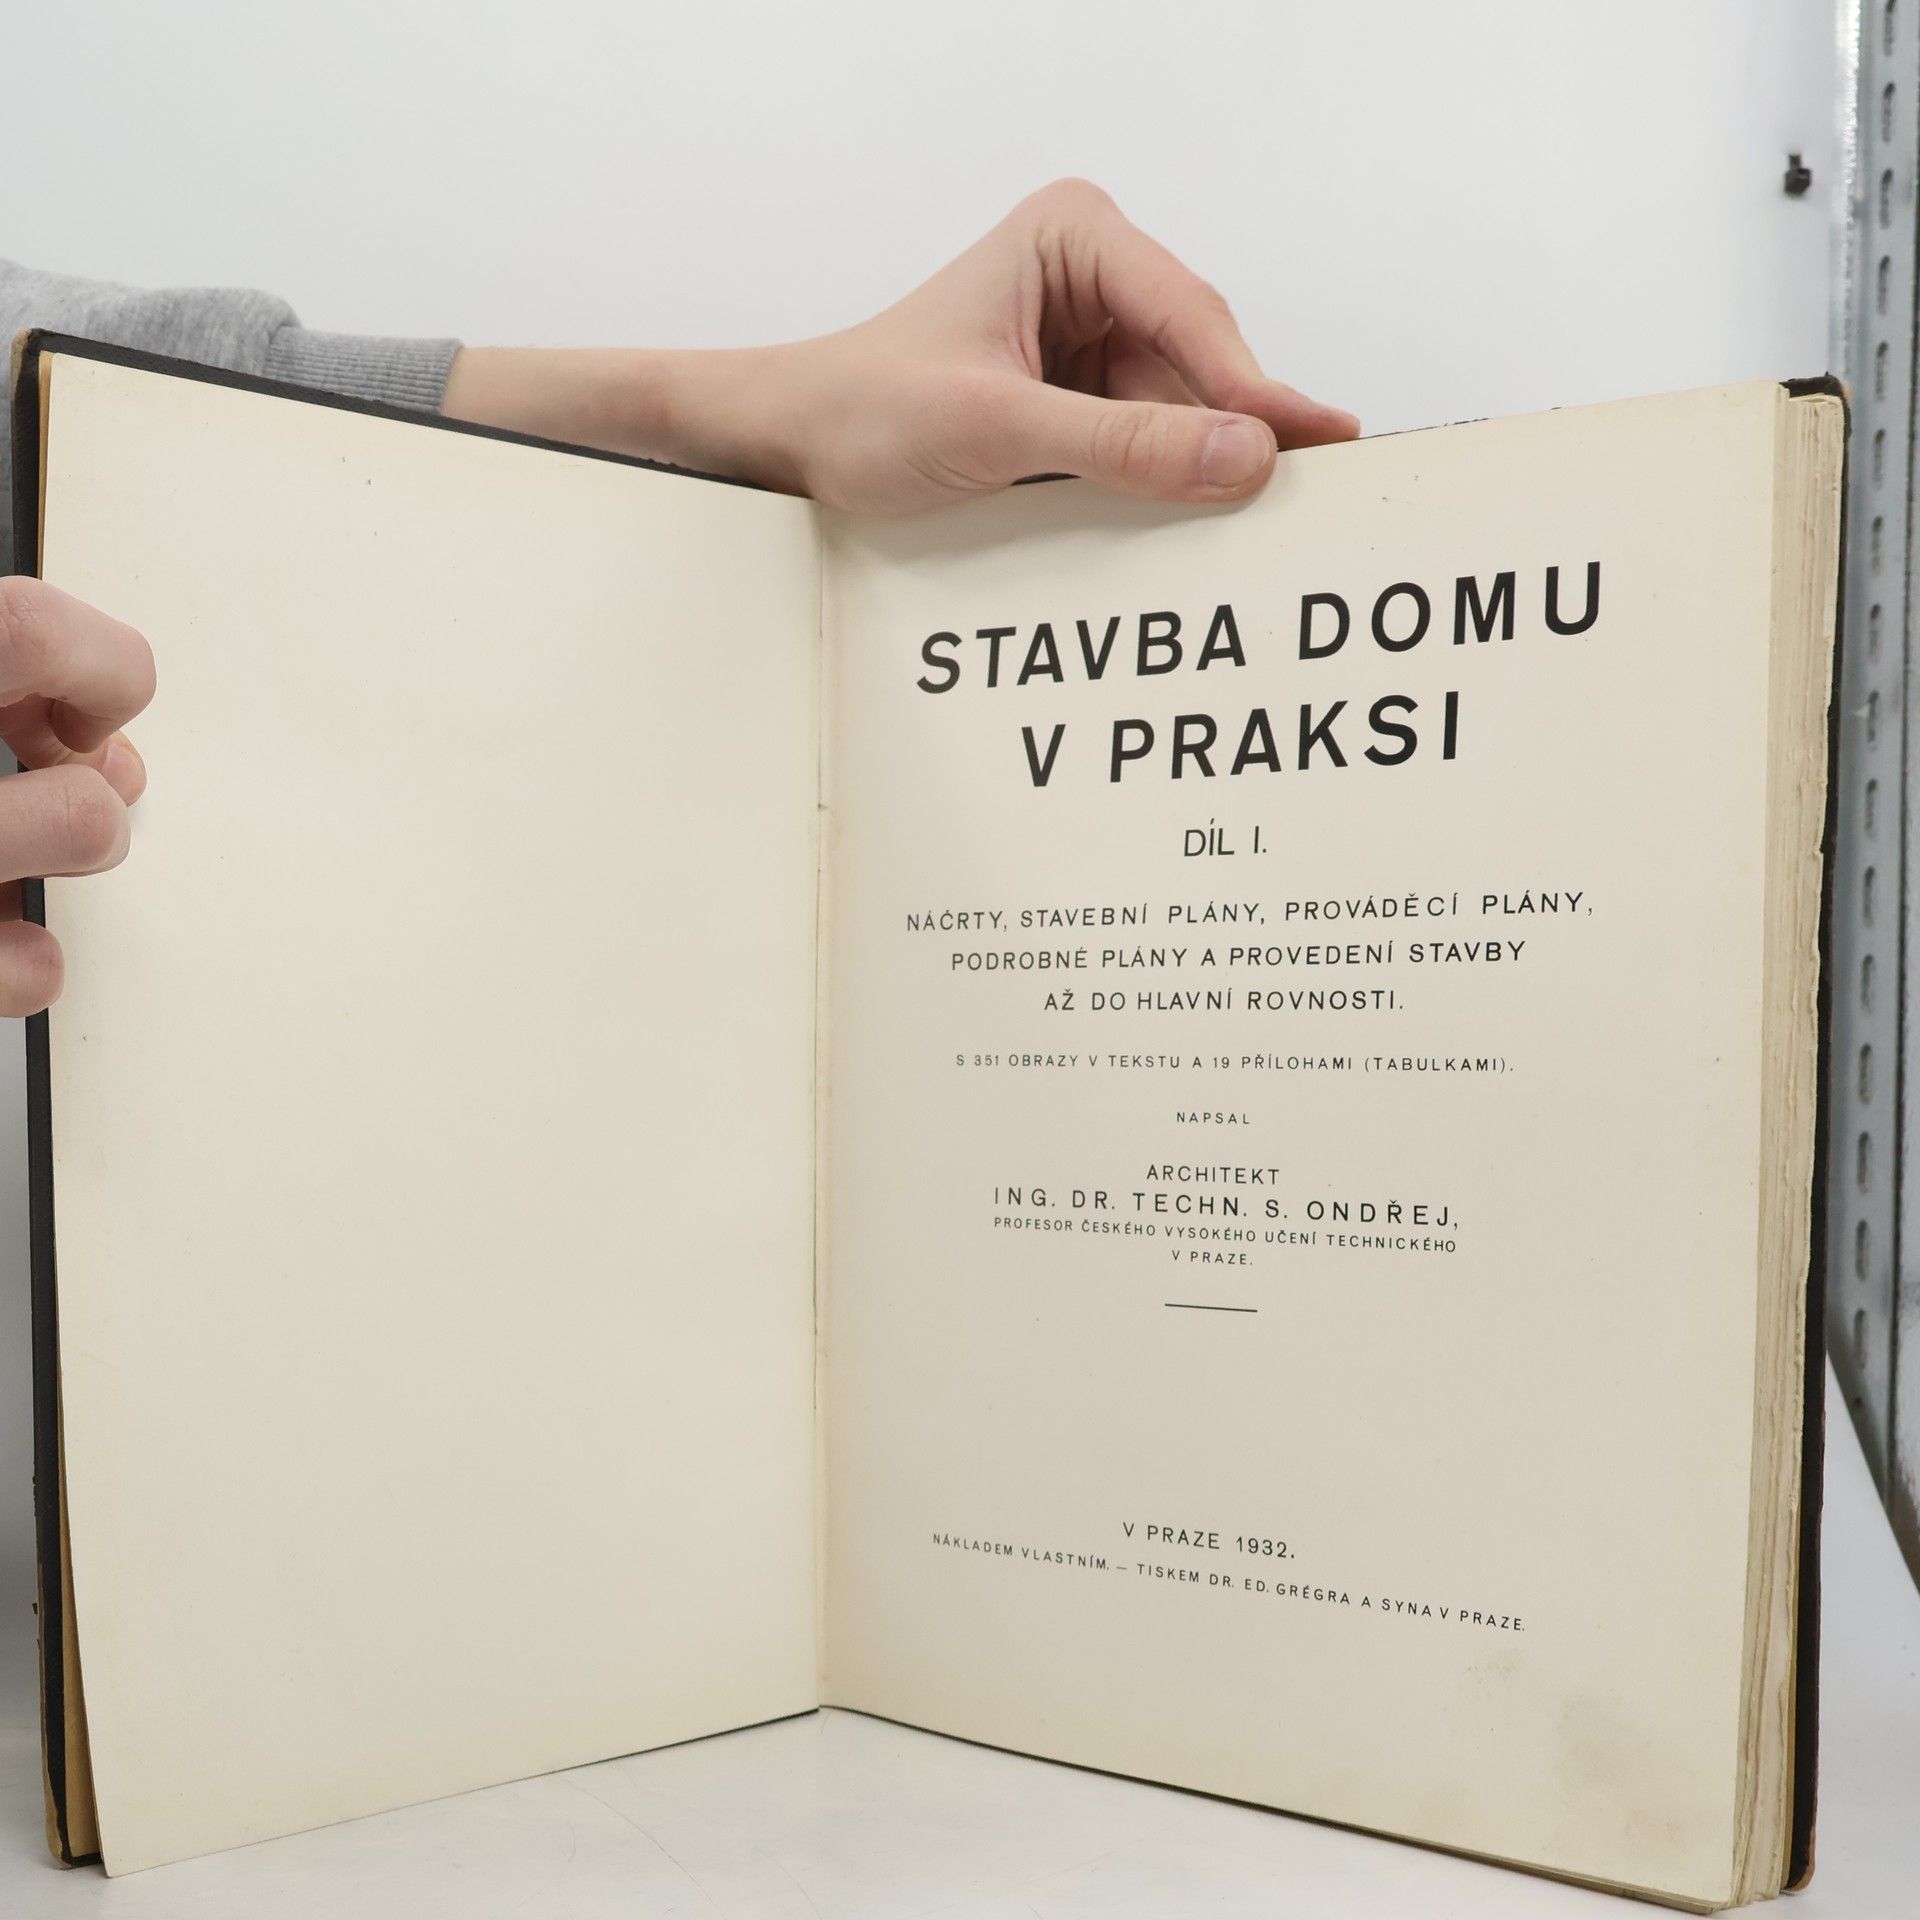 STAVBA DOMU
V PRAKSI
DÍL I.
NÁČRTY, STAVEBNÍ PLÁNY, PROVÁDĚCÍ PLÁNY,
PODROBNÉ PLÁNY A PROVEDENÍ STAVBY
AŽ DO HLAVNÍ ROVNOSTI.
S 351 OBRAZY V TEKSTU A 19 PŘÍLOHAMI (TABULKAMI).
NAPSAL
ARCHITEKT
ING. DR. TECHN. S. ONDŘEJ,
PROFESOR ČESKÉHO VYSOKÉHO UČENÍ TECHNICKÉHO
V PRAZE.
V PRAZE 1932.
NÁKLADEM VLASTNÍM. — TISKEM DR. ED. GRÉGRA A SYNA V PRAZE.